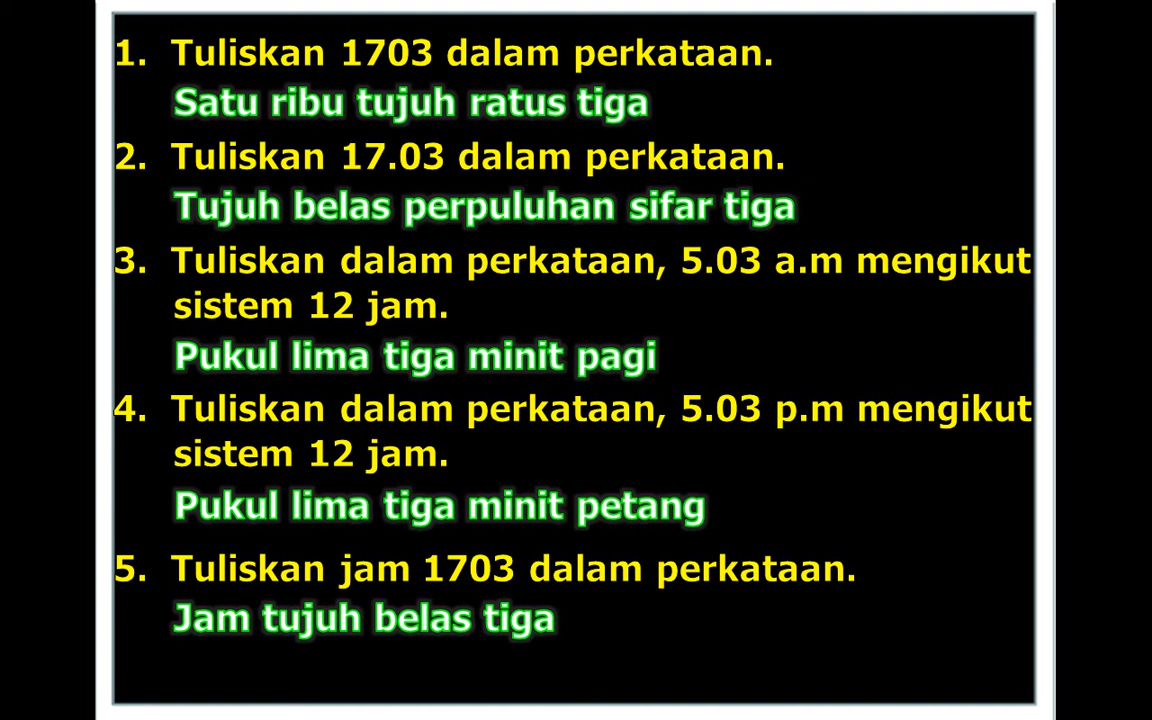 1. Tuliskan 1703 dalam perkataan.
Satu ribu tujuh ratus tiga
2. Tuliskan 17.03 dalam perkataan.
Tujuh belas perpuluhan sifar tiga
3. Tuliskan dalam perkataan, 5.03 a.m mengikut
sistem 12 jam.
Pukul lima tiga minit pagi
4. Tuliskan dalam perkataan, 5.03 p.m mengikut
sistem 12 jam.
Pukul lima tiga minit petang
5. Tuliskan jam 1703 dalam perkataan.
Jam tujuh belas tiga